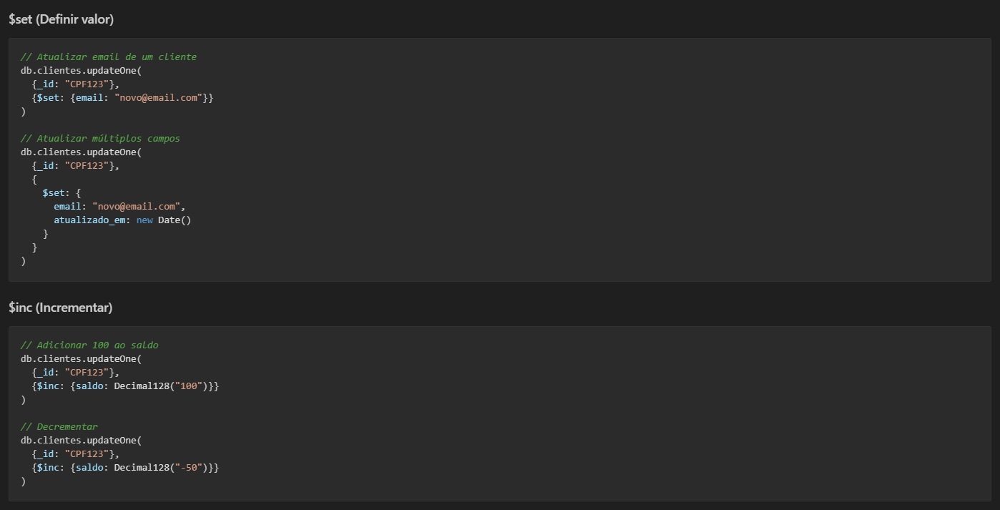 $set (Definir valor)
// Atualizar email de um cliente
db.clientes.updateOne(
  {_id: "CPF123"},
  {$set: {email: "novo@email.com"}}
)
// Atualizar múltiplos campos
db.clientes.updateOne(
  {_id: "CPF123"},
  {
    $set: {
      email: "novo@email.com",
      atualizado_em: new Date()
    }
  }
)
$inc (Incrementar)
// Adicionar 100 ao saldo
db.clientes.updateOne(
  {_id: "CPF123"},
  {$inc: {saldo: Decimal128("100")}}
)
// Decrementar
db.clientes.updateOne(
  {_id: "CPF123"},
  {$inc: {saldo: Decimal128("-50")}}
)